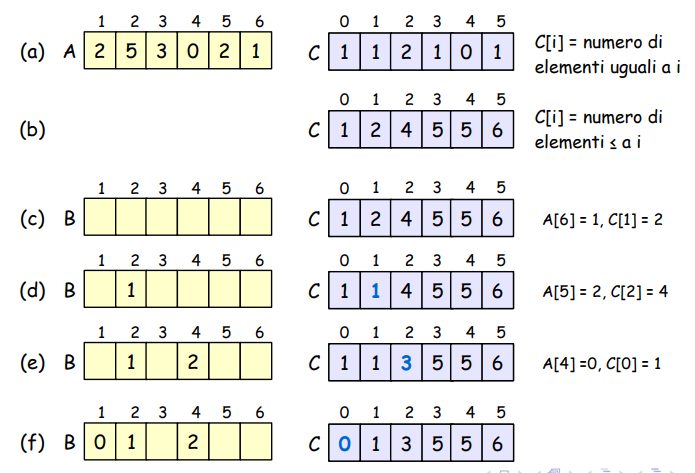 1 2 3 4 5 6 0 1 2 3 4 5
(a) A 2 5 3 0 2 1 C 1 1 2 1 0 1 C[i] = numero di
elementi uguali a i
0 1 2 3 4 5
(b) C 1 2 4 5 5 6 C[i] = numero di
elementi ≤ a i
1 2 3 4 5 6 0 1 2 3 4 5
(c) B C 1 2 4 5 5 6 A[6] = 1, C[1] = 2
1 2 3 4 5 6 0 1 2 3 4 5
(d) B 1 C 1 1 4 5 5 6 A[5] = 2, C[2] = 4
1 2 3 4 5 6 0 1 2 3 4 5
(e) B 1 2 C 1 1 3 5 5 6 A[4] =0, C[0] = 1
1 2 3 4 5 6 0 1 2 3 4 5
(f) B 0 1 2 C 0 1 3 5 5 6